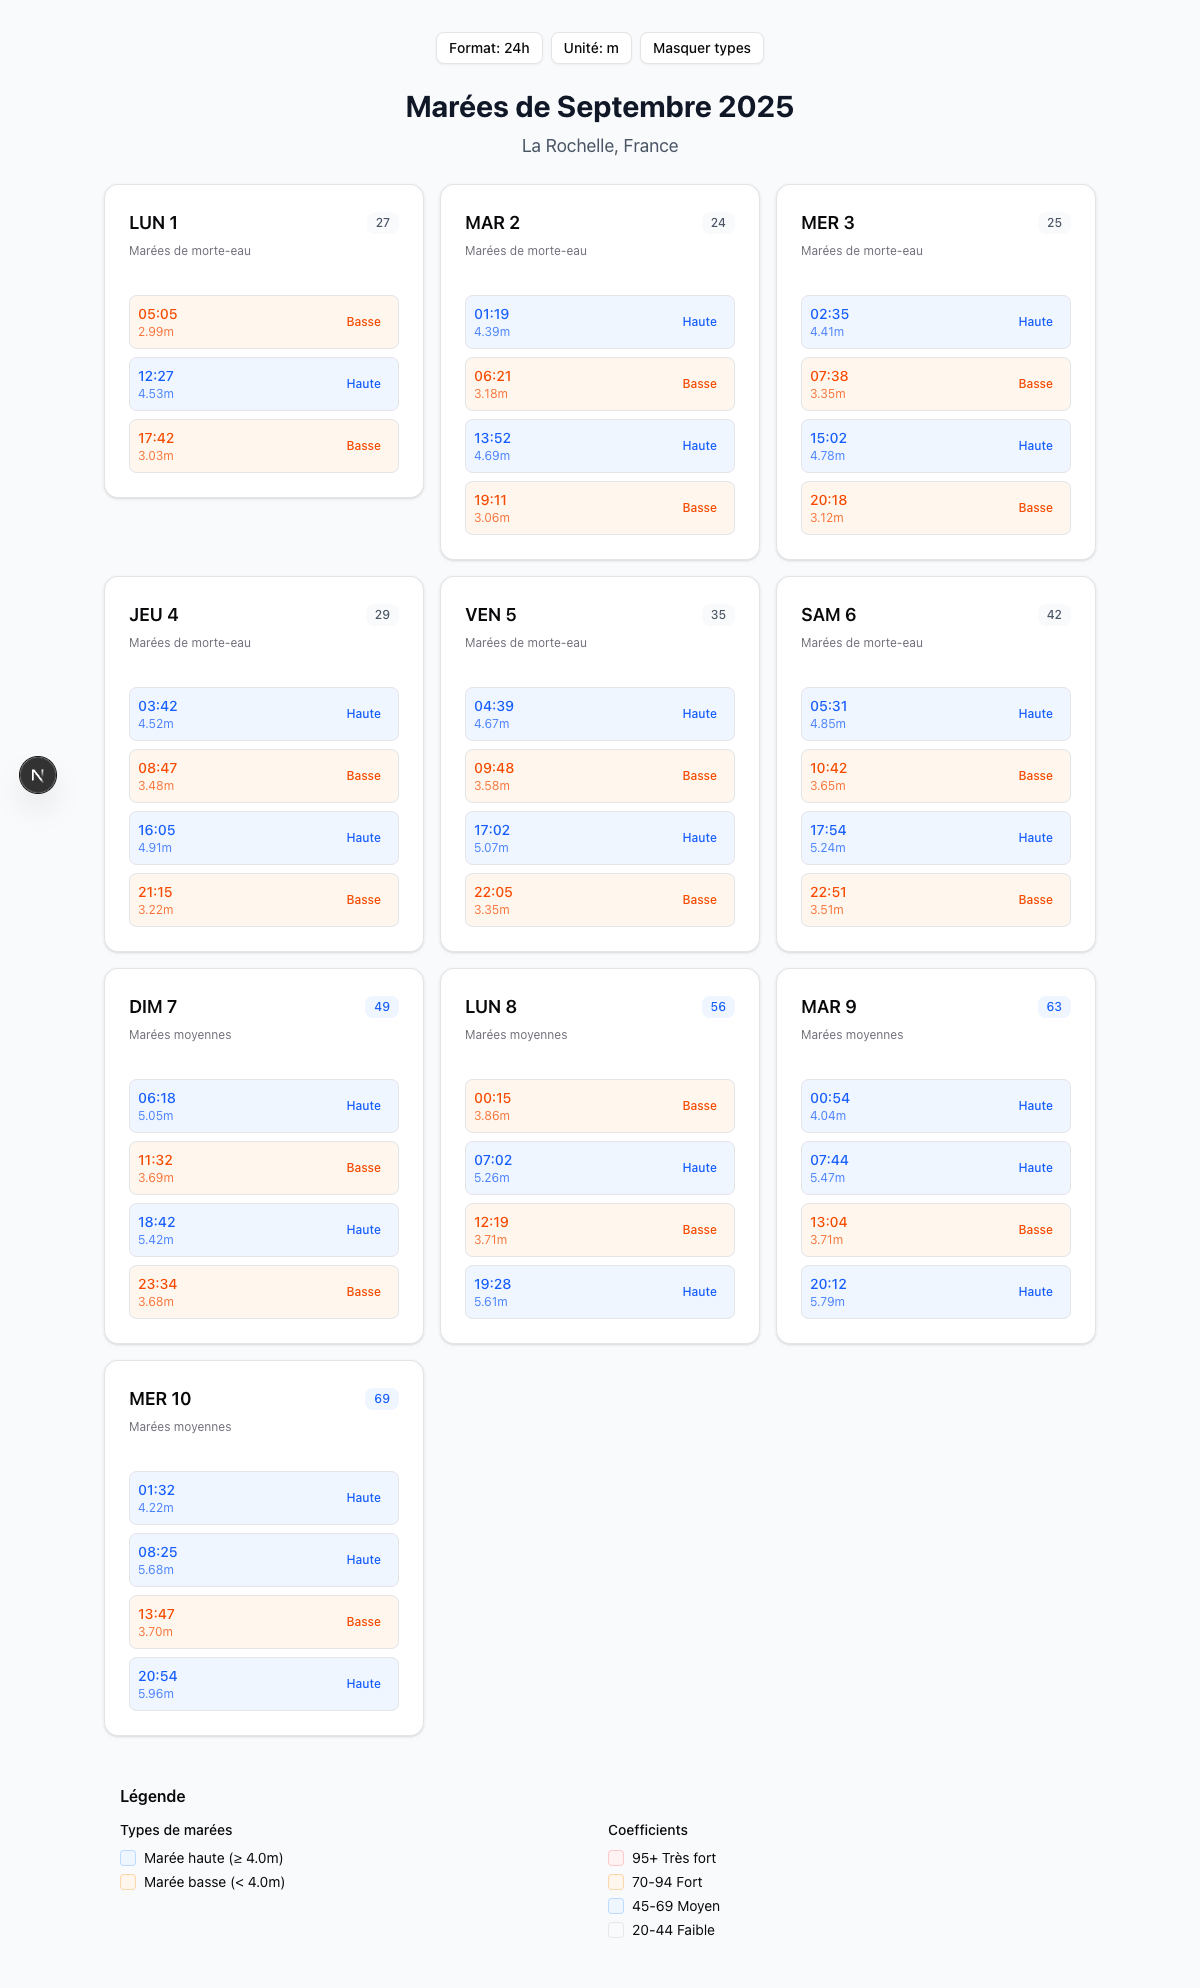 Format: 24h
Unité: m
Masquer types
Marées de Septembre 2025
La Rochelle, France
LUN 1
27
Marées de morte-eau
05:05
2.99m
Basse
12:27
4.53m
Haute
17:42
3.03m
Basse
MAR 2
24
Marées de morte-eau
01:19
4.39m
Haute
06:21
3.18m
Basse
13:52
4.69m
Haute
19:11
3.06m
Basse
MER 3
25
Marées de morte-eau
02:35
4.41m
Haute
07:38
3.35m
Basse
15:02
4.78m
Haute
20:18
3.12m
Basse
JEU 4
29
Marées de morte-eau
03:42
4.52m
Haute
08:47
3.48m
Basse
16:05
4.91m
Haute
21:15
3.22m
Basse
VEN 5
35
Marées de morte-eau
04:39
4.67m
Haute
09:48
3.58m
Basse
17:02
5.07m
Haute
22:05
3.35m
Basse
SAM 6
42
Marées de morte-eau
05:31
4.85m
Haute
10:42
3.65m
Basse
17:54
5.24m
Haute
22:51
3.51m
Basse
N
DIM 7
49
Marées moyennes
06:18
5.05m
Haute
11:32
3.69m
Basse
18:42
5.42m
Haute
23:34
3.68m
Basse
LUN 8
56
Marées moyennes
00:15
3.86m
Basse
07:02
5.26m
Haute
12:19
3.71m
Basse
19:28
5.61m
Haute
MAR 9
63
Marées moyennes
00:54
4.04m
Haute
07:44
5.47m
Haute
13:04
3.71m
Basse
20:12
5.79m
Haute
MER 10
69
Marées moyennes
01:32
4.22m
Haute
08:25
5.68m
Haute
13:47
3.70m
Basse
20:54
5.96m
Haute
Légende
Types de marées
Marée haute (≥ 4.0m)
Marée basse (< 4.0m)
Coefficients
95+ Très fort
70-94 Fort
45-69 Moyen
20-44 Faible